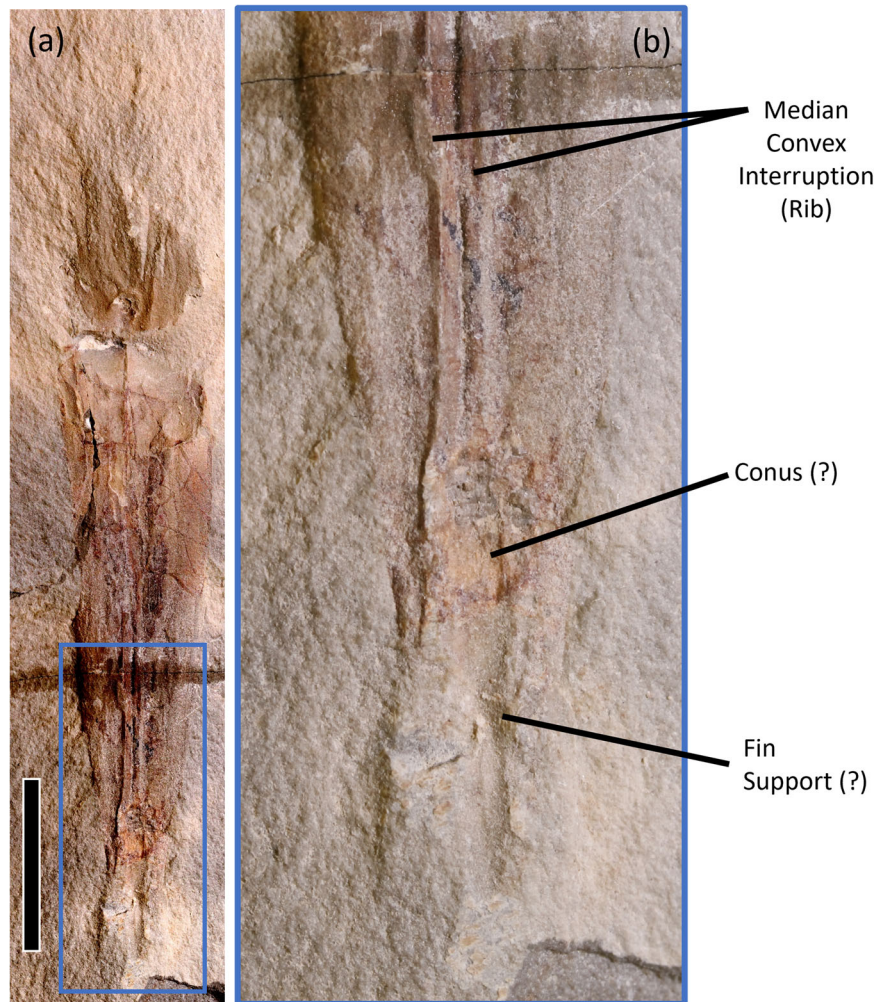 (a)
(b)
Median
Convex
Interruption
(Rib)
Conus (?)
Fin
Support (?)